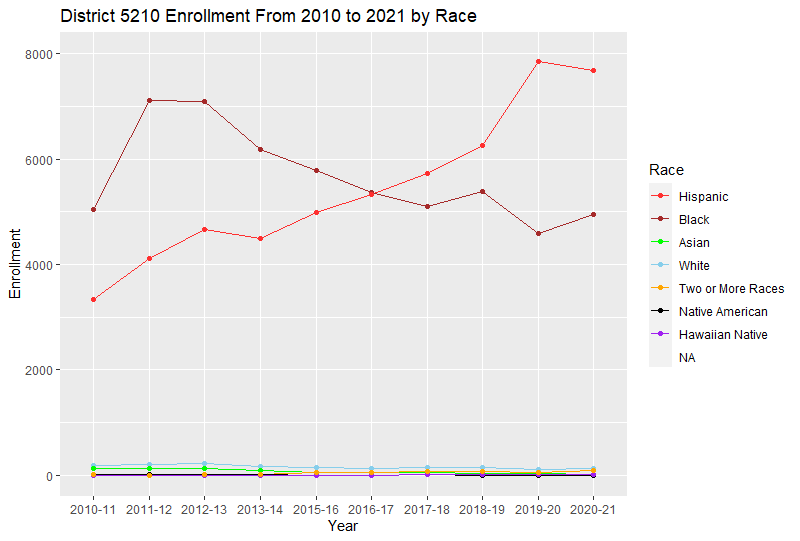 District 5210 Enrollment From 2010 to 2021 by Race
Enrollment
8000
6000
4000
2000
0
2010-11 2011-12 2012-13 2013-14 2015-16 2016-17 2017-18 2018-19 2019-20 2020-21
Year
Race
Hispanic
Black
Asian
White
Two or More Races
Native American
Hawaiian Native
NA